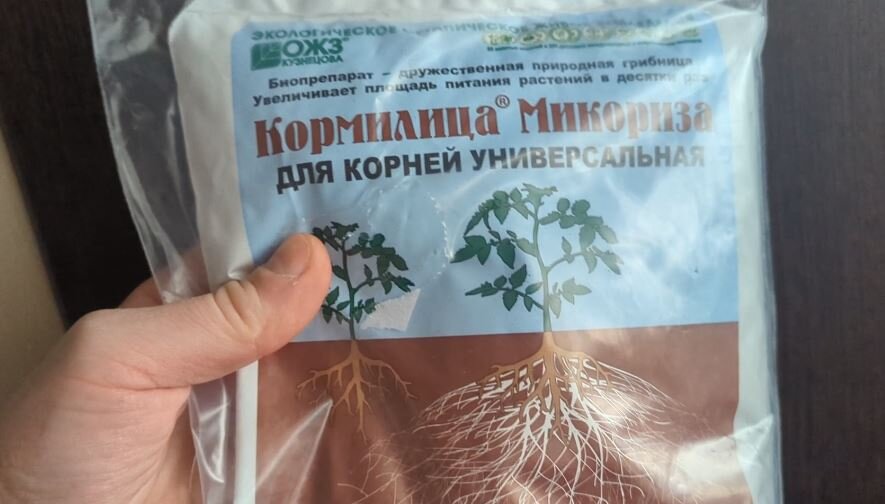 ЭКОЛОГИЧЕСКОЕ
ОЖЗ
КУЗНЕЦОВА
Биопрепарат - дружественная природная грибница
Увеличивает площадь питания растений в десятки раз
Кормилица® Микориза
ДЛЯ КОРНЕЙ УНИВЕРСАЛЬНАЯ